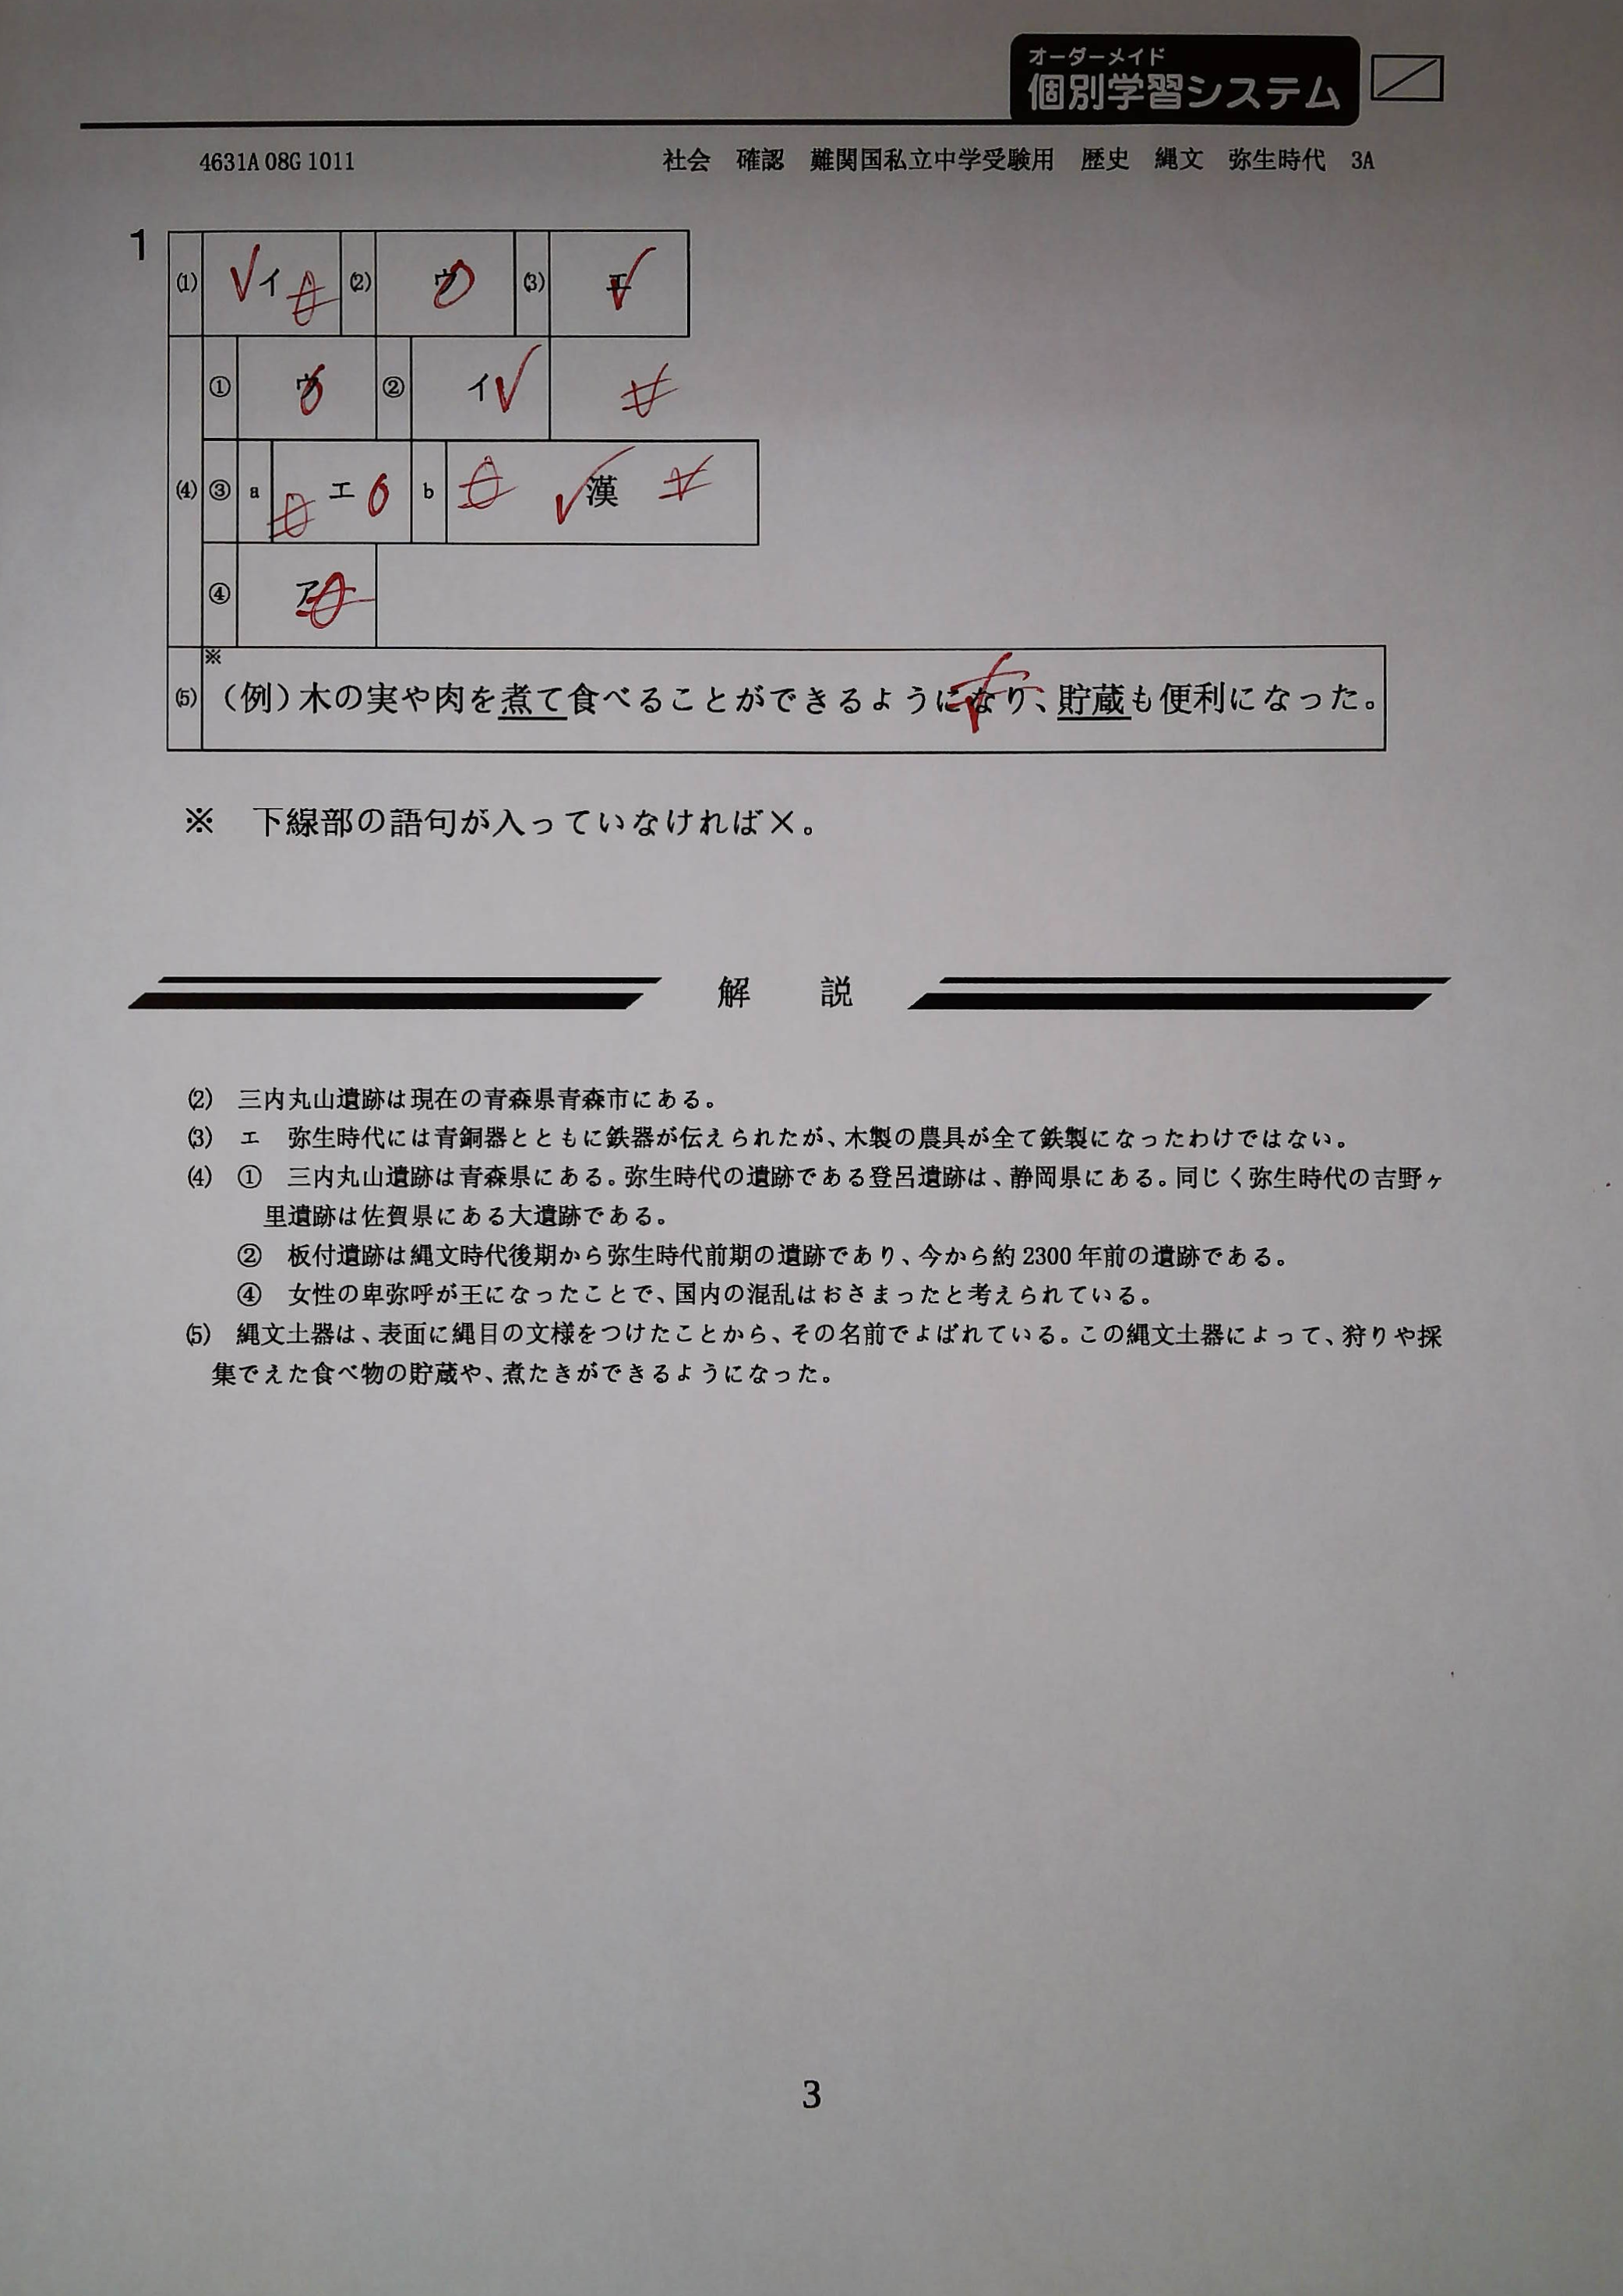 オーダーメイド
個別学習システム
4631A 08G 1011 社会 確認 難関国私立中学受験用 歴史 縄文 弥生時代 3A
1
(1) イ (2) ウ (3) エ
(4) ① ウ ② イ
③ a エ b 漢
④ ア
(5) ※ (例)木の実や肉を煮て食べることができるようになり、貯蔵も便利になった。
※ 下線部の語句が入っていなければ×。
解 説
(2) 三内丸山遺跡は現在の青森県青森市にある。
(3) エ 弥生時代には青銅器とともに鉄器が伝えられたが、木製の農具が全て鉄製になったわけではない。
(4) ① 三内丸山遺跡は青森県にある。弥生時代の遺跡である登呂遺跡は、静岡県にある。同じく弥生時代の吉野ヶ
里遺跡は佐賀県にある大遺跡である。
② 板付遺跡は縄文時代後期から弥生時代前期の遺跡であり、今から約2300年前の遺跡である。
④ 女性の卑弥呼が王になったことで、国内の混乱はおさまったと考えられている。
(5) 縄文土器は、表面に縄目の文様をつけたことから、その名前でよばれている。この縄文土器によって、狩りや採
集でえた食べ物の貯蔵や、煮たきができるようになった。
3